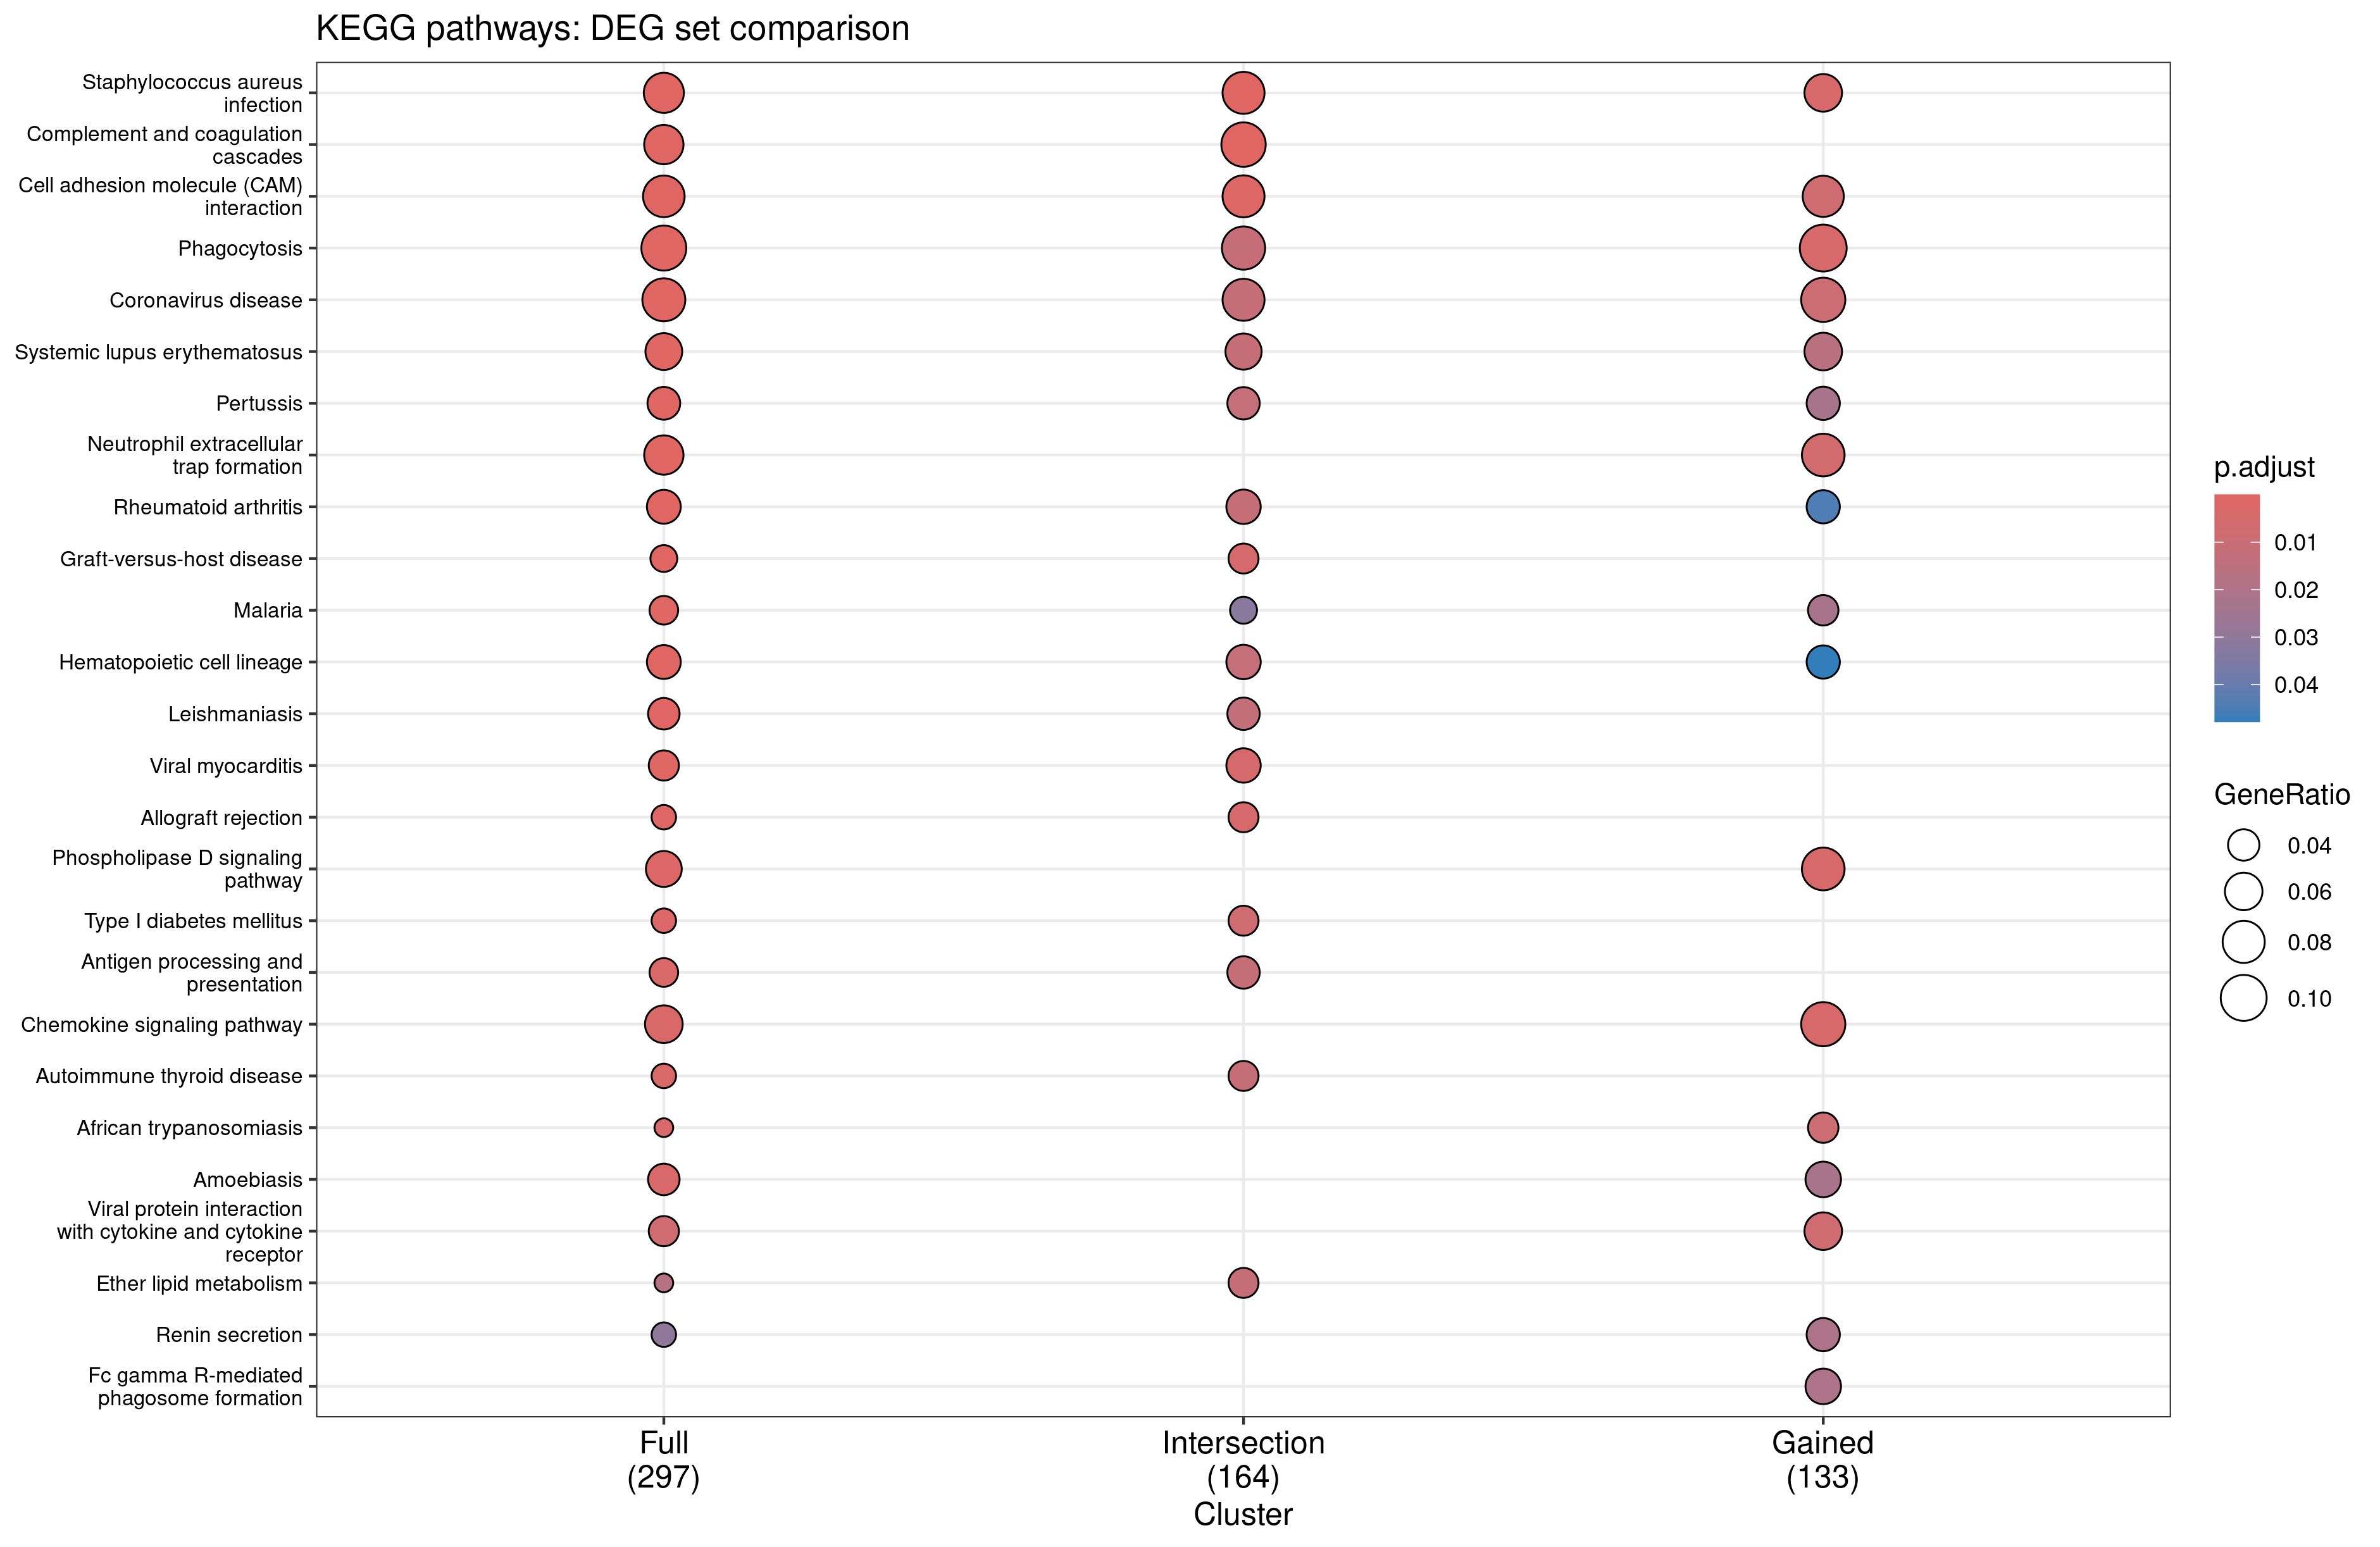 KEGG pathways: DEG set comparison
Staphylococcus aureus
infection
Complement and coagulation
cascades
Cell adhesion molecule (CAM)
interaction
Phagocytosis
Coronavirus disease
Systemic lupus erythematosus
Pertussis
Neutrophil extracellular
trap formation
Rheumatoid arthritis
Graft-versus-host disease
Malaria
Hematopoietic cell lineage
Leishmaniasis
Viral myocarditis
Allograft rejection
Phospholipase D signaling
pathway
Type I diabetes mellitus
Antigen processing and
presentation
Chemokine signaling pathway
Autoimmune thyroid disease
African trypanosomiasis
Amoebiasis
Viral protein interaction
with cytokine and cytokine
receptor
Ether lipid metabolism
Renin secretion
Fc gamma R-mediated
phagosome formation
Full
(297)
Intersection
(164)
Gained
(133)
Cluster
p.adjust
0.01
0.02
0.03
0.04
GeneRatio
0.04
0.06
0.08
0.10